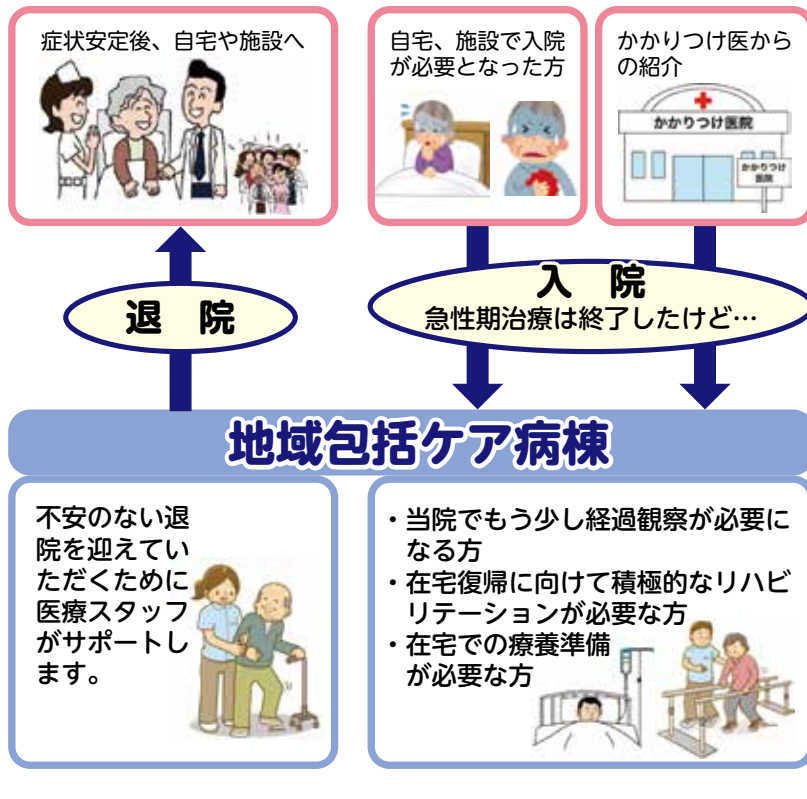 症状安定後、自宅や施設へ
自宅、施設で入院
が必要となった方
かかりつけ医から
の紹介
かかりつけ医院
かかりつけ
医院
退 院
入 院
急性期治療は終了したけど…
地域包括ケア病棟
不安のない退
院を迎えてい
ただくために
医療スタッフ
がサポートし
ます。
・当院でもう少し経過観察が必要に
なる方
・在宅復帰に向けて積極的なリハビ
リテーションが必要な方
・在宅での療養準備
が必要な方